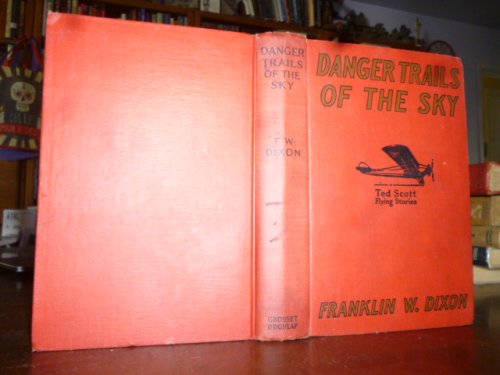 DANGER
TRAILS
OF THE
SKY
F.W.
DIXON
GROSSET
& DUNLAP
DANGER TRAILS
OF THE SKY
Ted Scott
Flying Stories
FRANKLIN W. DIXON